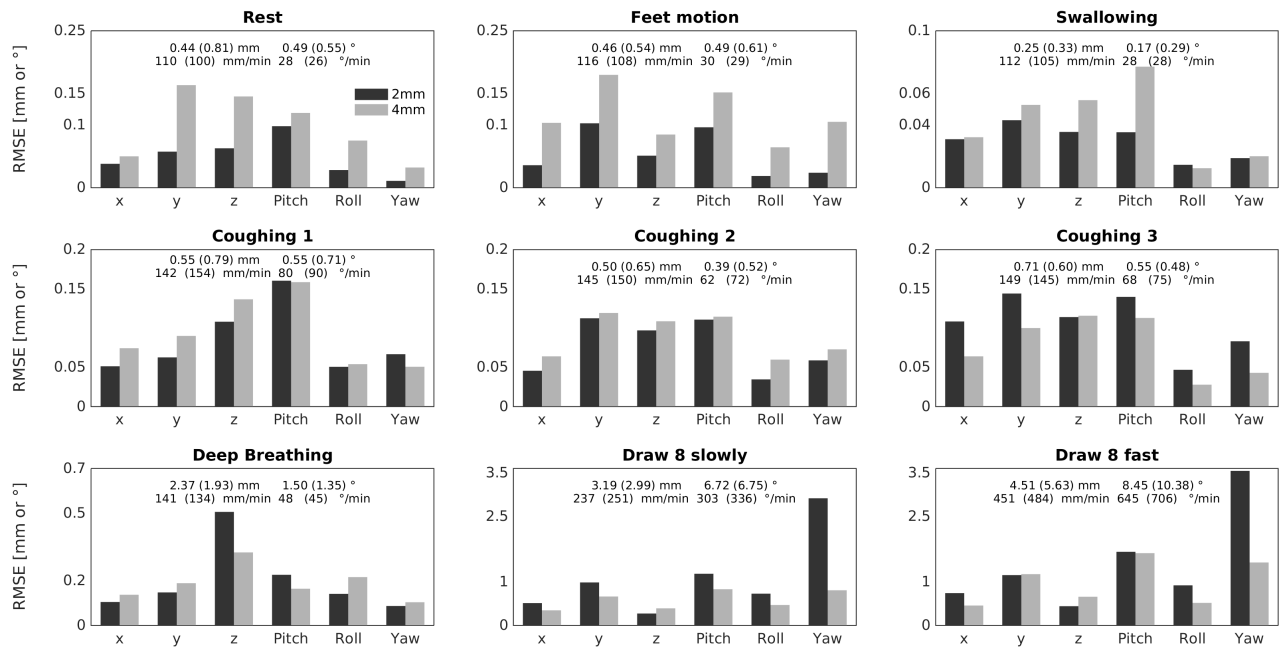 Rest
0.44 (0.81) mm 0.49 (0.55) °
110 (100) mm/min 28 (26) °/min
RMSE [mm or °]
0.25
0.15
0.1
0
2mm
4mm
x y z Pitch Roll Yaw
Feet motion
0.46 (0.54) mm 0.49 (0.61) °
116 (108) mm/min 30 (29) °/min
0.25
0.15
0.1
0
x y z Pitch Roll Yaw
Swallowing
0.25 (0.33) mm 0.17 (0.29) °
112 (105) mm/min 28 (28) °/min
0.1
0.06
0.04
0
x y z Pitch Roll Yaw
Coughing 1
0.55 (0.79) mm 0.55 (0.71) °
142 (154) mm/min 80 (90) °/min
RMSE [mm or °]
0.2
0.15
0.05
0
x y z Pitch Roll Yaw
Coughing 2
0.50 (0.65) mm 0.39 (0.52) °
145 (150) mm/min 62 (72) °/min
0.2
0.15
0.05
0
x y z Pitch Roll Yaw
Coughing 3
0.71 (0.60) mm 0.55 (0.48) °
149 (145) mm/min 68 (75) °/min
0.2
0.15
0.05
0
x y z Pitch Roll Yaw
Deep Breathing
2.37 (1.93) mm 1.50 (1.35) °
141 (134) mm/min 48 (45) °/min
RMSE [mm or °]
0.7
0.5
0.2
0
x y z Pitch Roll Yaw
Draw 8 slowly
3.19 (2.99) mm 6.72 (6.75) °
237 (251) mm/min 303 (336) °/min
3.5
2.5
1
0
x y z Pitch Roll Yaw
Draw 8 fast
4.51 (5.63) mm 8.45 (10.38) °
451 (484) mm/min 645 (706) °/min
3.5
2.5
1
0
x y z Pitch Roll Yaw